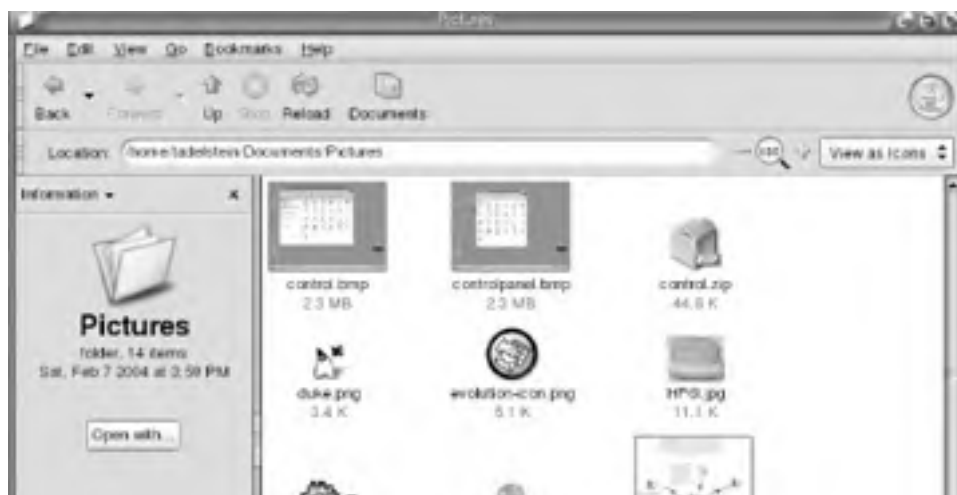 Pictures
File Edit View Go Bookmarks Help
Back Forward Up Stop Reload Documents
Location: /home/tadelstein/Documents/Pictures
100
View as Icons
Information
x
Pictures
folder, 14 items
Sat, Feb 7 2004 at 3:59 PM
Open with...
control.bmp
2.3 MB
controlpanel.bmp
2.3 MB
control.zip
44.8 K
duke.png
3.4 K
evolution-icon.png
5.1 K
11.1 K